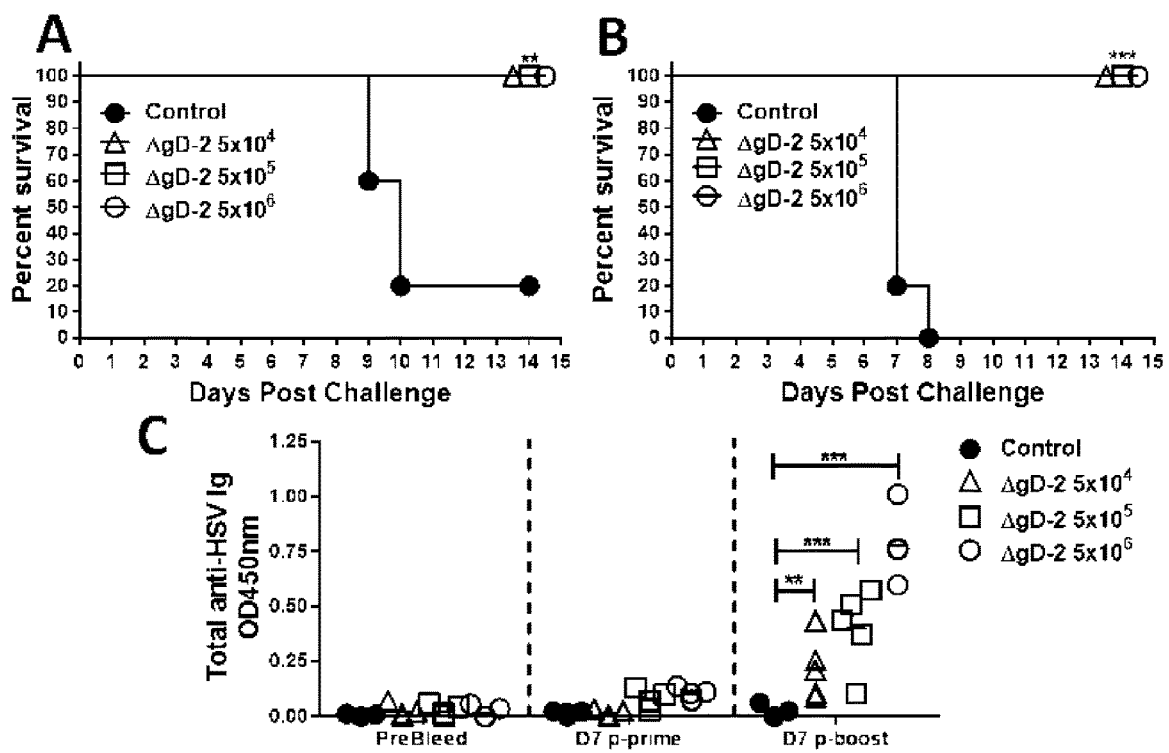 A
**
100
90
80
70
60
50
40
30
20
10
0
Percent survival
Control
ΔgD-2 5x10⁴
ΔgD-2 5x10⁵
ΔgD-2 5x10⁶
0 1 2 3 4 5 6 7 8 9 10 11 12 13 14 15
Days Post Challenge
B
***
100
90
80
70
60
50
40
30
20
10
0
Percent survival
Control
ΔgD-2 5x10⁴
ΔgD-2 5x10⁵
ΔgD-2 5x10⁶
0 1 2 3 4 5 6 7 8 9 10 11 12 13 14 15
Days Post Challenge
C
Total anti-HSV Ig
OD450nm
1.25
1.00
0.75
0.50
0.25
0.00
***
***
**
PreBleed
D7 p-prime
D7 p-boost
Control
ΔgD-2 5x10⁴
ΔgD-2 5x10⁵
ΔgD-2 5x10⁶